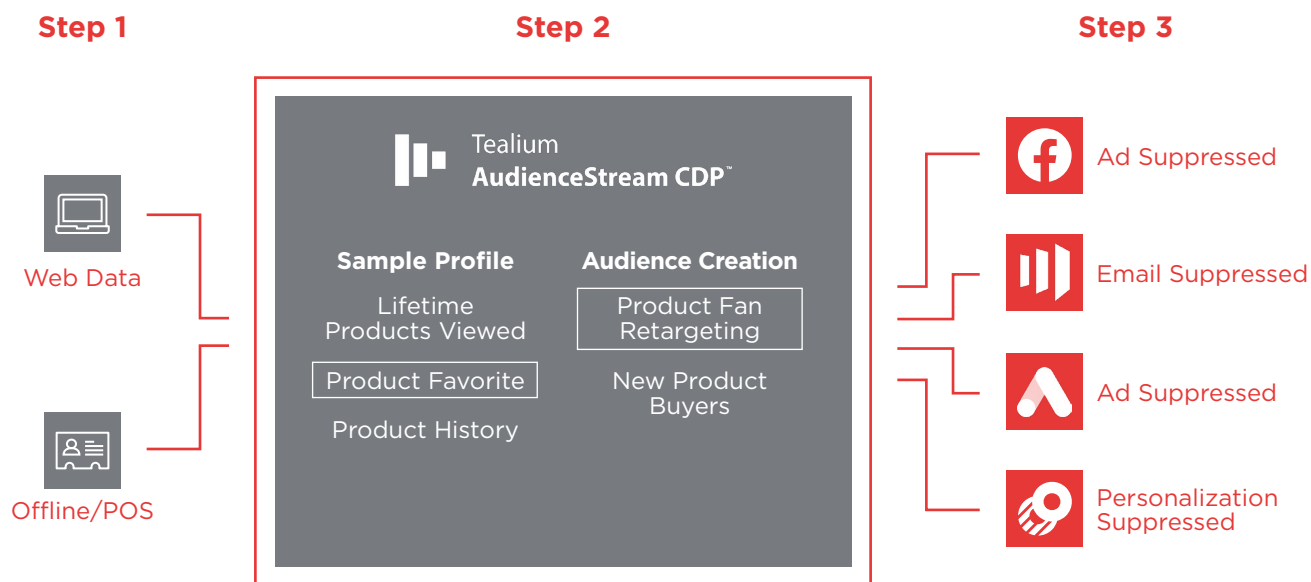 Step 1
Step 2
Step 3
Web Data
Offline/POS
Tealium
AudienceStream CDP™
Sample Profile
Lifetime
Products Viewed
Product Favorite
Product History
Audience Creation
Product Fan
Retargeting
New Product
Buyers
Ad Suppressed
Email Suppressed
Ad Suppressed
Personalization
Suppressed